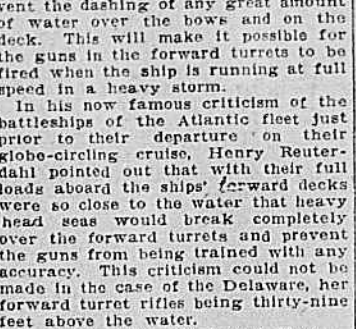 vent the dashing of any great amount
of water over the bows and on the
deck. This will make it possible for
the guns in the forward turrets to be
fired when the ship is running at full
speed in a heavy storm.
In his now famous criticism of the
battleships of the Atlantic fleet just
prior to their departure on their
globe-circling cruise, Henry Reuter-
dahl pointed out that with their full
loads aboard the ships' forward decks
were so close to the water that heavy
head seas would break completely
over the forward turrets and prevent
the guns from being trained with any
accuracy. This criticism could not be
made in the case of the Delaware, her
forward turret rifles being thirty-nine
feet above the water.